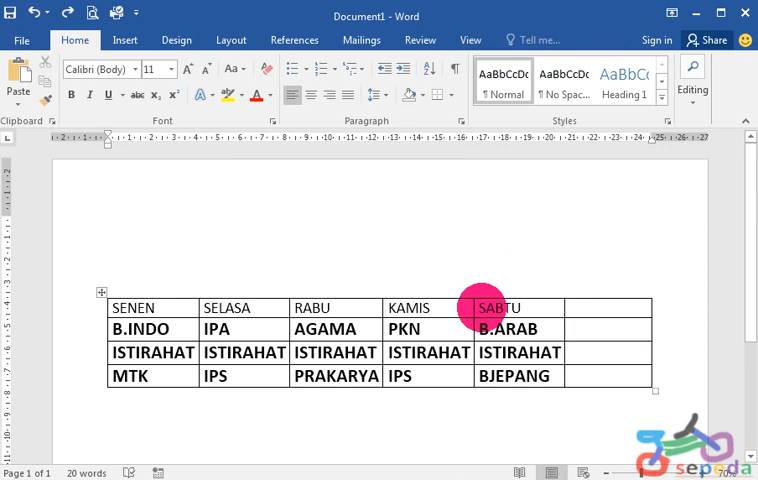 Document1 - Word
File Home Insert Design Layout References Mailings Review View Tell me... Sign in Share
Paste
Calibri (Body) 11
Clipboard Font Paragraph Styles
AaBbCcDc AaBbCcDc AaBbCc
¶ Normal ¶ No Spac... Heading 1
Editing
SENEN SELASA RABU KAMIS SABTU
B.INDO IPA AGAMA PKN B.ARAB
ISTIRAHAT ISTIRAHAT ISTIRAHAT ISTIRAHAT ISTIRAHAT
MTK IPS PRAKARYA IPS BJEPANG
sepeda
Page 1 of 1 20 words 70%